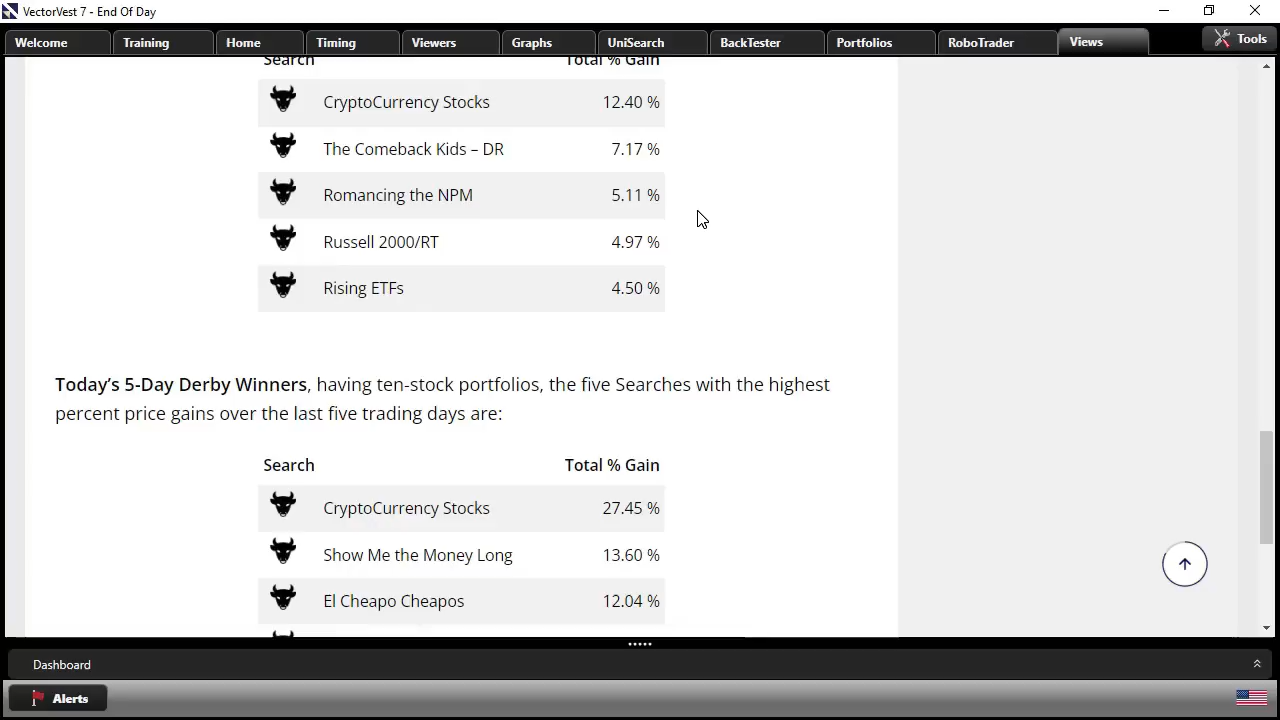 VectorVest 7 - End Of Day
Welcome
Training
Home
Timing
Viewers
Graphs
UniSearch
BackTester
Portfolios
RoboTrader
Views
Tools
Search Total % Gain
CryptoCurrency Stocks 12.40 %
The Comeback Kids – DR 7.17 %
Romancing the NPM 5.11 %
Russell 2000/RT 4.97 %
Rising ETFs 4.50 %
Today’s 5-Day Derby Winners, having ten-stock portfolios, the five Searches with the highest
percent price gains over the last five trading days are:
Search Total % Gain
CryptoCurrency Stocks 27.45 %
Show Me the Money Long 13.60 %
El Cheapo Cheapos 12.04 %
Dashboard
Alerts